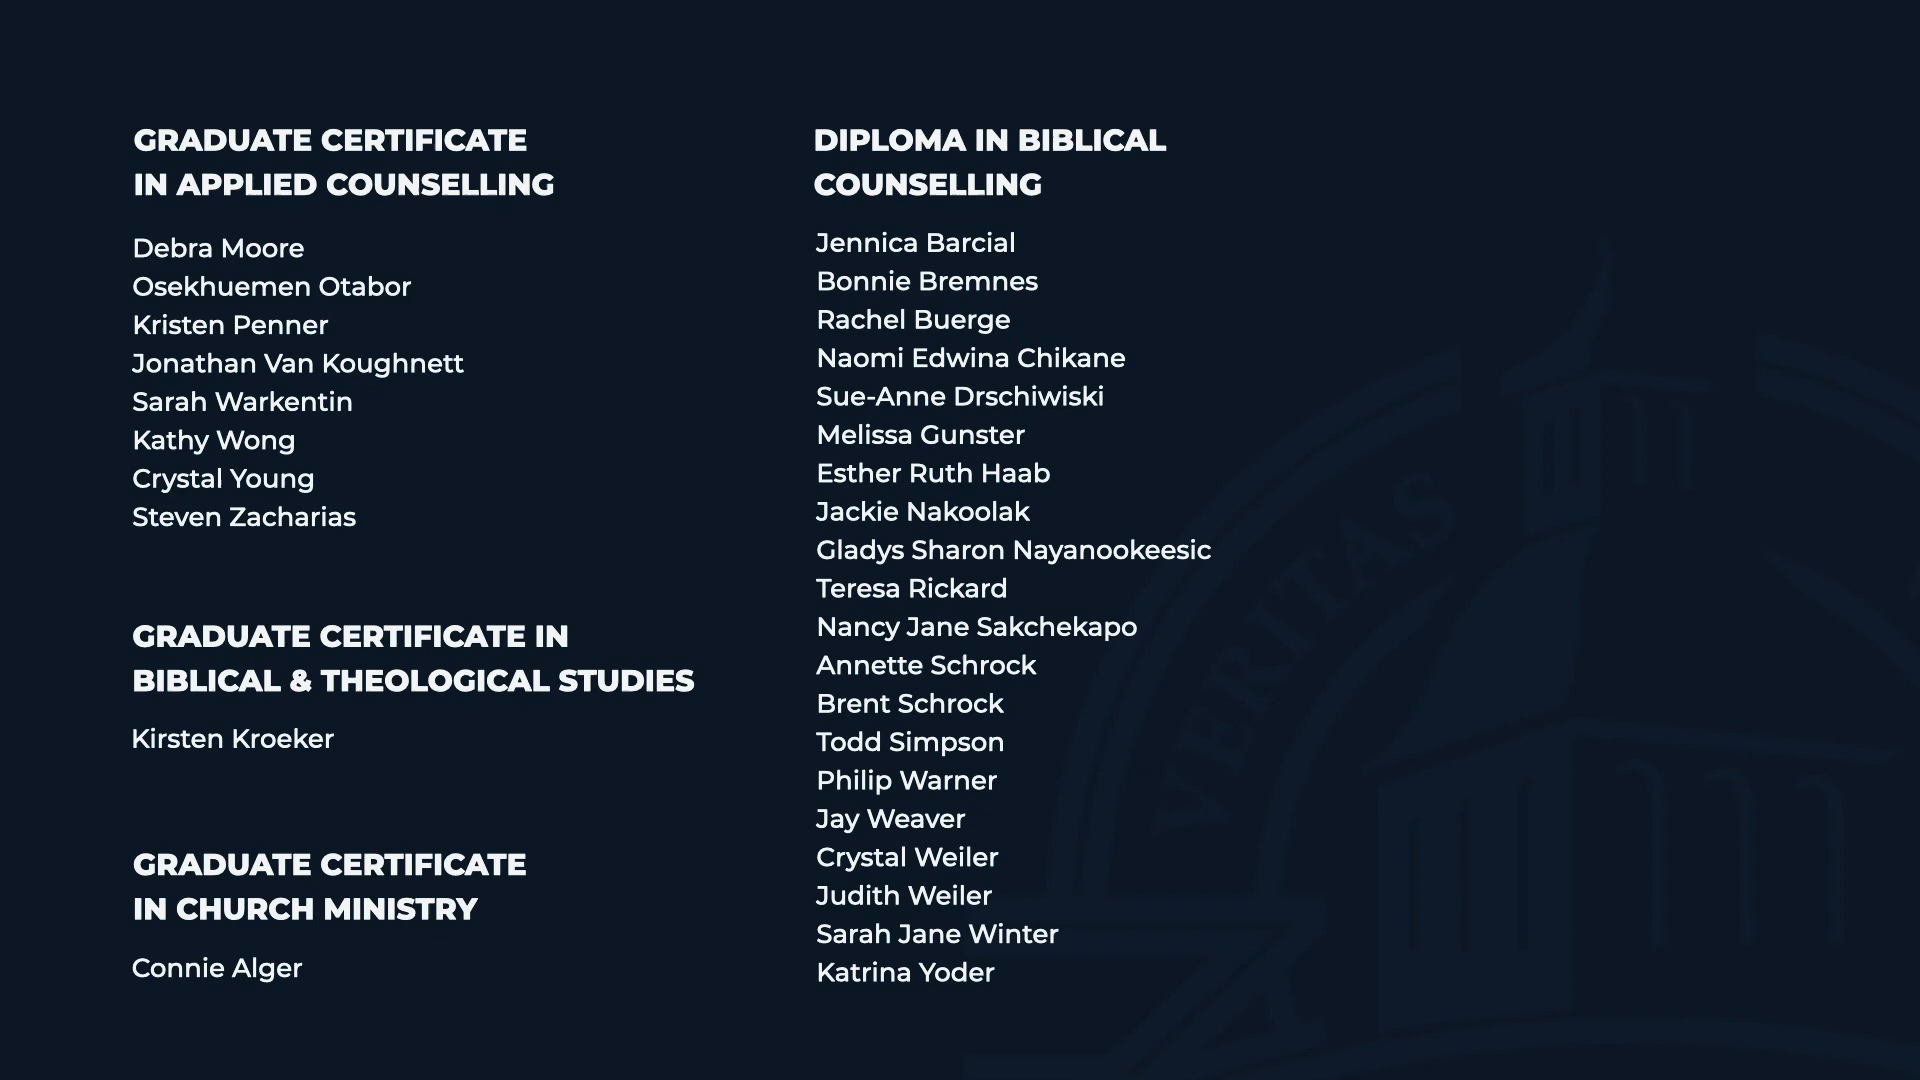 GRADUATE CERTIFICATE
IN APPLIED COUNSELLING
Debra Moore
Osekhuemen Otabor
Kristen Penner
Jonathan Van Koughnett
Sarah Warkentin
Kathy Wong
Crystal Young
Steven Zacharias
GRADUATE CERTIFICATE IN
BIBLICAL & THEOLOGICAL STUDIES
Kirsten Kroeker
GRADUATE CERTIFICATE
IN CHURCH MINISTRY
Connie Alger
DIPLOMA IN BIBLICAL
COUNSELLING
Jennica Barcial
Bonnie Bremnes
Rachel Buerge
Naomi Edwina Chikane
Sue-Anne Drschiwiski
Melissa Gunster
Esther Ruth Haab
Jackie Nakoolak
Gladys Sharon Nayanookeesic
Teresa Rickard
Nancy Jane Sakchekapo
Annette Schrock
Brent Schrock
Todd Simpson
Philip Warner
Jay Weaver
Crystal Weiler
Judith Weiler
Sarah Jane Winter
Katrina Yoder
VERITAS